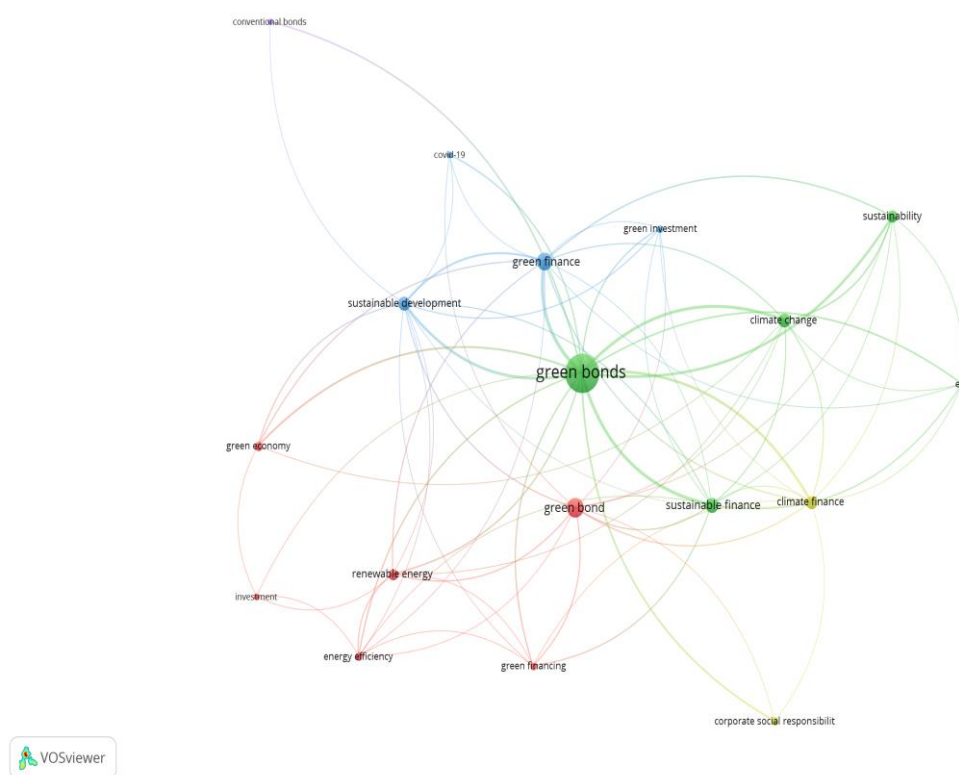 conventional bonds
covid-19
sustainability
green investment
green finance
sustainable development
climate change
green bonds
e
green economy
climate finance
sustainable finance
green bond
renewable energy
investment
energy efficiency
green financing
corporate social responsibilit
VOSviewer